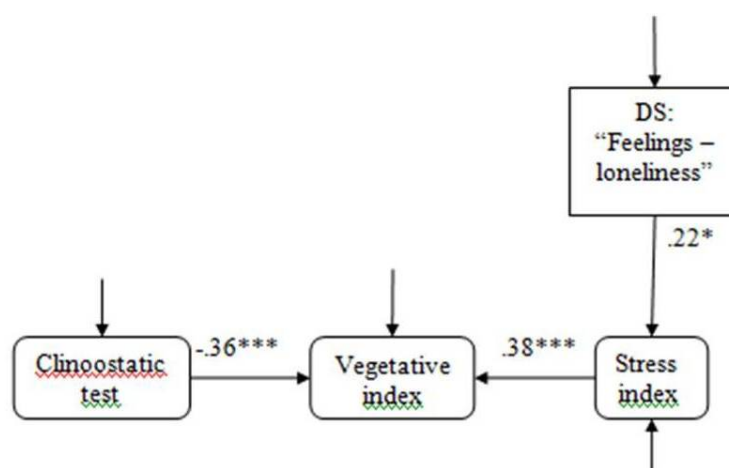 DS:
“Feelings –
loneliness”
.22*
Clinoostatic
test
-.36***
Vegetative
index
.38***
Stress
index